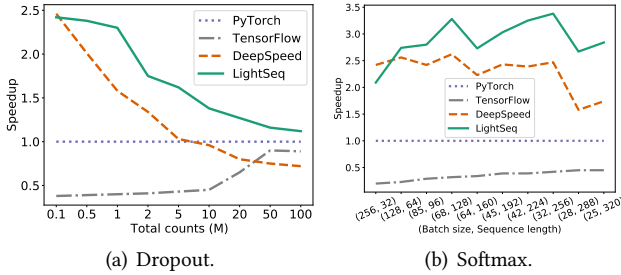 2.5
2.0
1.5
1.0
0.5
Speedup
PyTorch
TensorFlow
DeepSpeed
LightSeq
0.1 0.5 1 2 5 10 20 50 100
Total counts (M)
(a) Dropout.
3.5
3.0
2.5
2.0
1.5
1.0
0.5
Speedup
PyTorch
TensorFlow
DeepSpeed
LightSeq
(256, 32) (128, 64) (85, 96) (68, 128) (64, 160) (45, 192) (42, 224) (32, 256) (28, 288) (25, 320)
(Batch size, Sequence length)
(b) Softmax.